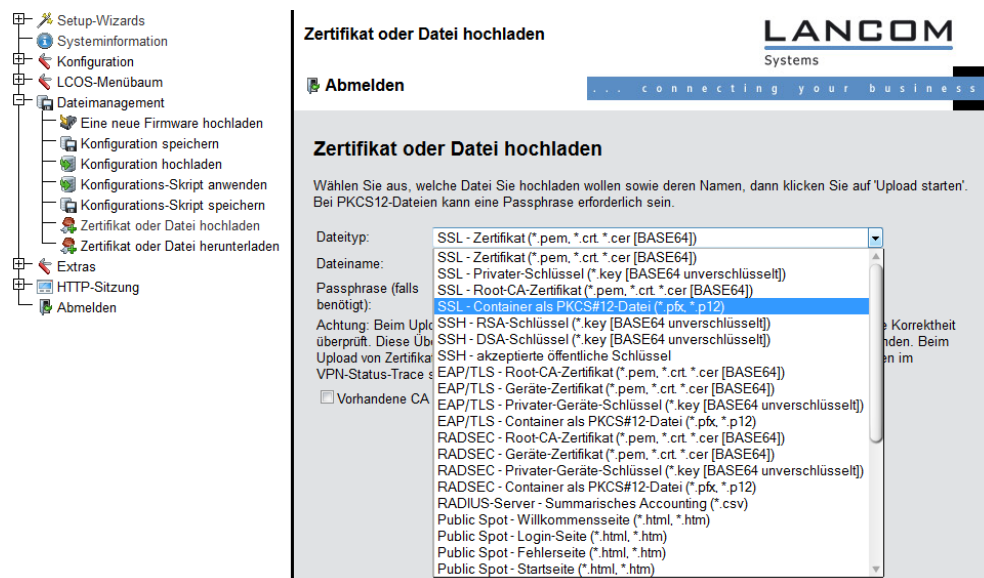 Setup-Wizards
Systeminformation
Konfiguration
LCOS-Menübaum
Dateimanagement
Eine neue Firmware hochladen
Konfiguration speichern
Konfiguration hochladen
Konfigurations-Skript anwenden
Konfigurations-Skript speichern
Zertifikat oder Datei hochladen
Zertifikat oder Datei herunterladen
Extras
HTTP-Sitzung
Abmelden
Zertifikat oder Datei hochladen
LANCOM
Systems
Abmelden
... connecting your business
Zertifikat oder Datei hochladen
Wählen Sie aus, welche Datei Sie hochladen wollen sowie deren Namen, dann klicken Sie auf 'Upload starten'.
Bei PKCS12-Dateien kann eine Passphrase erforderlich sein.
Dateityp: SSL - Zertifikat (*.pem, *.crt. *.cer [BASE64])
Dateiname:
Passphrase (falls
benötigt):
Achtung: Beim Uplo
e Korrektheit
überprüft. Diese Übe
nden. Beim
Upload von Zertifika
en im
VPN-Status-Trace s
Vorhandene CA
SSL - Zertifikat (*.pem, *.crt. *.cer [BASE64])
SSL - Privater-Schlüssel (*.key [BASE64 unverschlüsselt])
SSL - Root-CA-Zertifikat (*.pem, *.crt. *.cer [BASE64])
SSL - Container als PKCS#12-Datei (*.pfx, *.p12)
SSH - RSA-Schlüssel (*.key [BASE64 unverschlüsselt])
SSH - DSA-Schlüssel (*.key [BASE64 unverschlüsselt])
SSH - akzeptierte öffentliche Schlüssel
EAP/TLS - Root-CA-Zertifikat (*.pem, *.crt. *.cer [BASE64])
EAP/TLS - Geräte-Zertifikat (*.pem, *.crt. *.cer [BASE64])
EAP/TLS - Privater-Geräte-Schlüssel (*.key [BASE64 unverschlüsselt])
EAP/TLS - Container als PKCS#12-Datei (*.pfx, *.p12)
RADSEC - Root-CA-Zertifikat (*.pem, *.crt. *.cer [BASE64])
RADSEC - Geräte-Zertifikat (*.pem, *.crt. *.cer [BASE64])
RADSEC - Privater-Geräte-Schlüssel (*.key [BASE64 unverschlüsselt])
RADSEC - Container als PKCS#12-Datei (*.pfx, *.p12)
RADIUS-Server - Summarisches Accounting (*.csv)
Public Spot - Willkommensseite (*.html, *.htm)
Public Spot - Login-Seite (*.html, *.htm)
Public Spot - Fehlerseite (*.html, *.htm)
Public Spot - Startseite (*.html, *.htm)